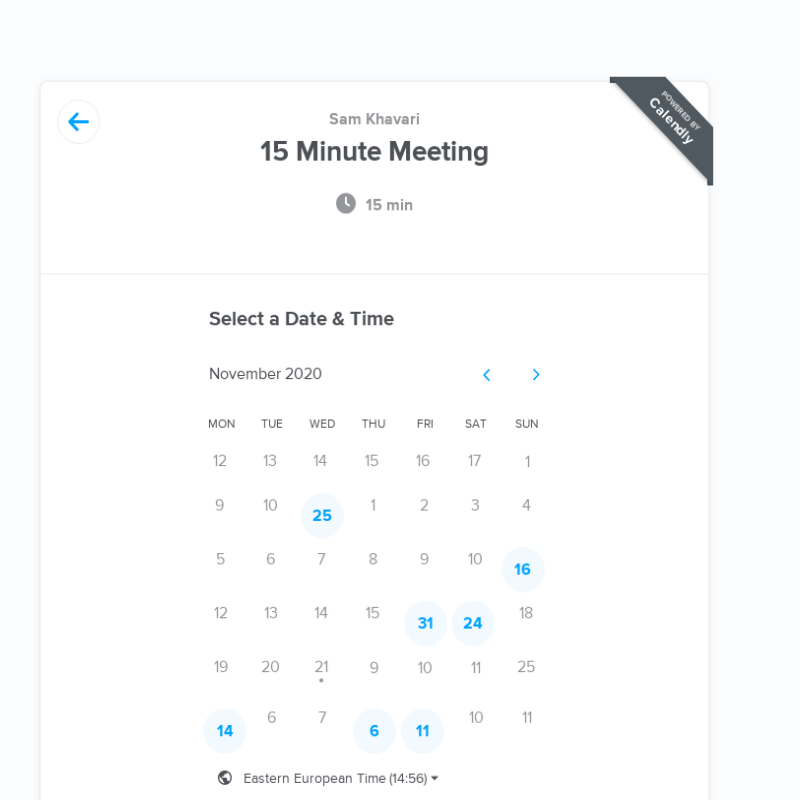 POWERED BY
Calendly
Sam Khavari
15 Minute Meeting
15 min
Select a Date & Time
November 2020
MON TUE WED THU FRI SAT SUN
12 13 14 15 16 17 1
9 10 25 1 2 3 4
5 6 7 8 9 10 16
12 13 14 15 31 24 18
19 20 21 9 10 11 25
14 6 7 6 11 10 11
Eastern European Time (14:56)